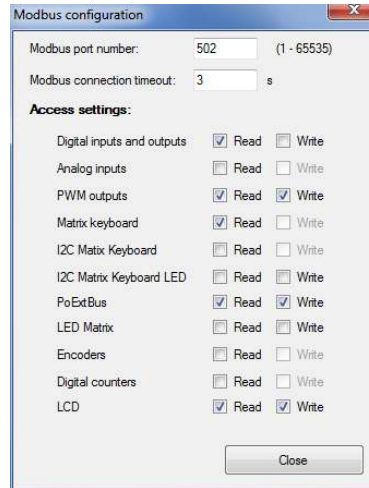 Modbus configuration
Modbus port number: 502 (1 - 65535)
Modbus connection timeout: 3 s
Access settings:
Digital inputs and outputs Read Write
Analog inputs Read Write
PWM outputs Read Write
Matrix keyboard Read Write
I2C Matix Keyboard Read Write
I2C Matrix Keyboard LED Read Write
PoExtBus Read Write
LED Matrix Read Write
Encoders Read Write
Digital counters Read Write
LCD Read Write
Close